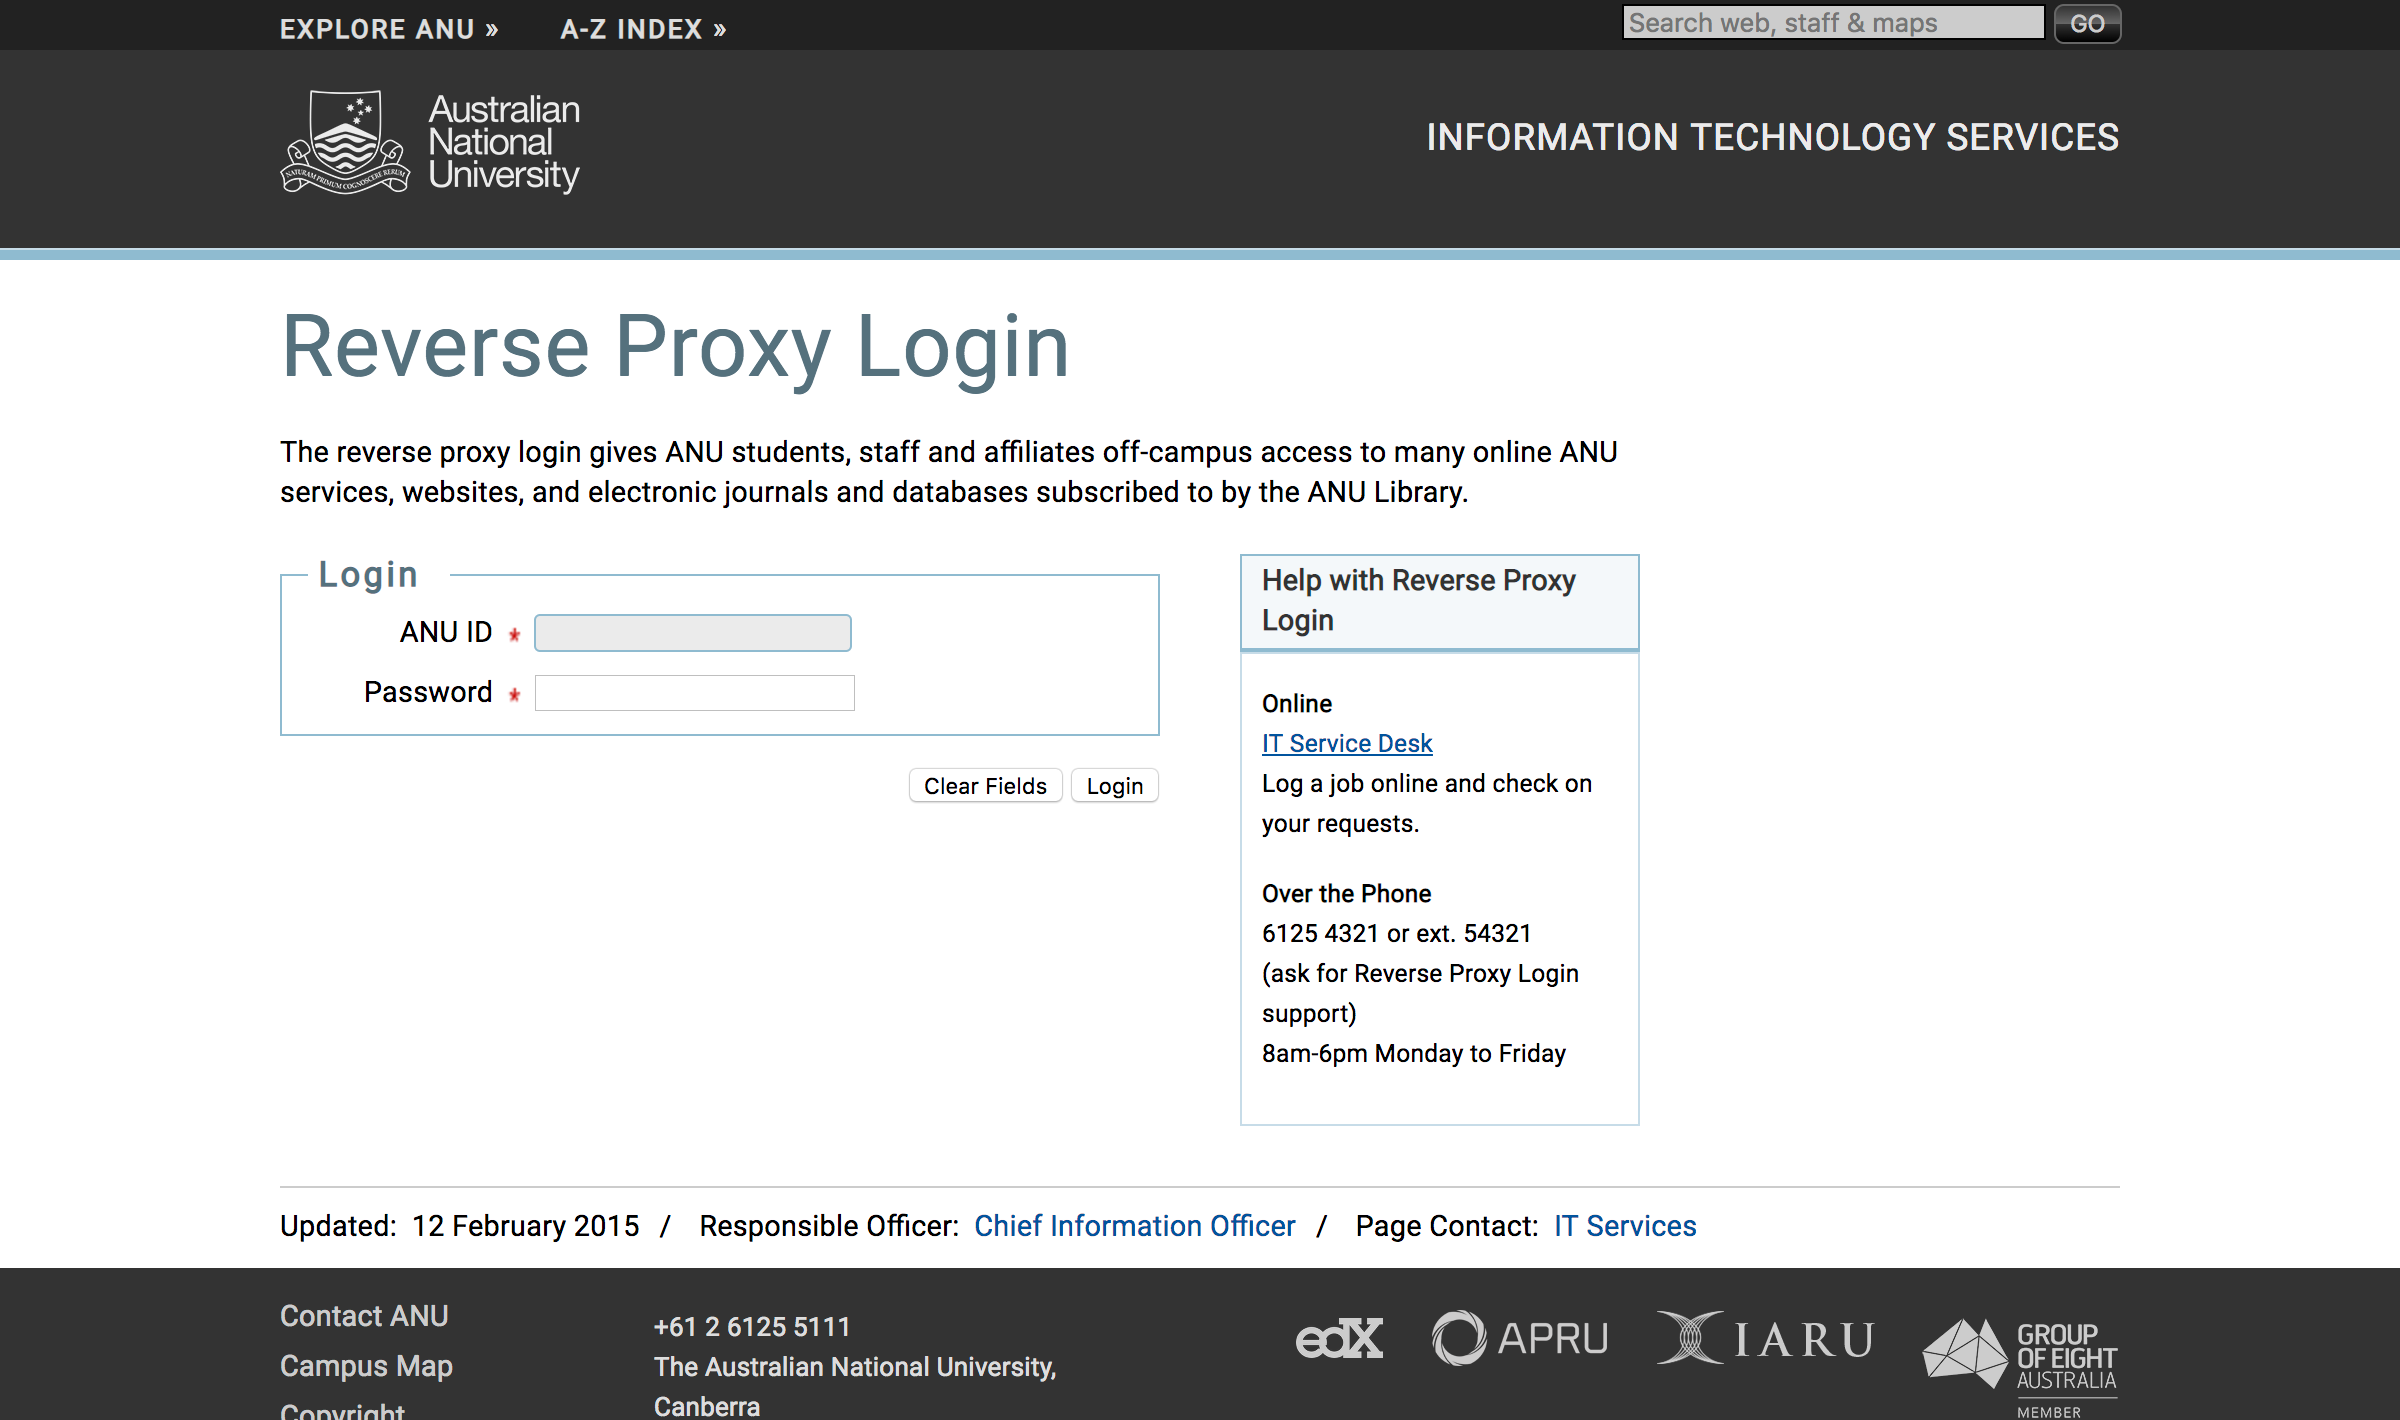 EXPLORE ANU »
A-Z INDEX »
Search web, staff & maps
GO
Australian
National
University
NATURAM PRIMUM COGNOSCERE RERUM
INFORMATION TECHNOLOGY SERVICES
Reverse Proxy Login
The reverse proxy login gives ANU students, staff and affiliates off-campus access to many online ANU
services, websites, and electronic journals and databases subscribed to by the ANU Library.
Login
ANU ID *
Password *
Clear Fields
Login
Help with Reverse Proxy
Login
Online
IT Service Desk
Log a job online and check on
your requests.
Over the Phone
6125 4321 or ext. 54321
(ask for Reverse Proxy Login
support)
8am-6pm Monday to Friday
Updated: 12 February 2015 / Responsible Officer: Chief Information Officer / Page Contact: IT Services
Contact ANU
Campus Map
Copyright
+61 2 6125 5111
The Australian National University,
Canberra
edX
APRU
IARU
GROUP
OF EIGHT
AUSTRALIA
MEMBER